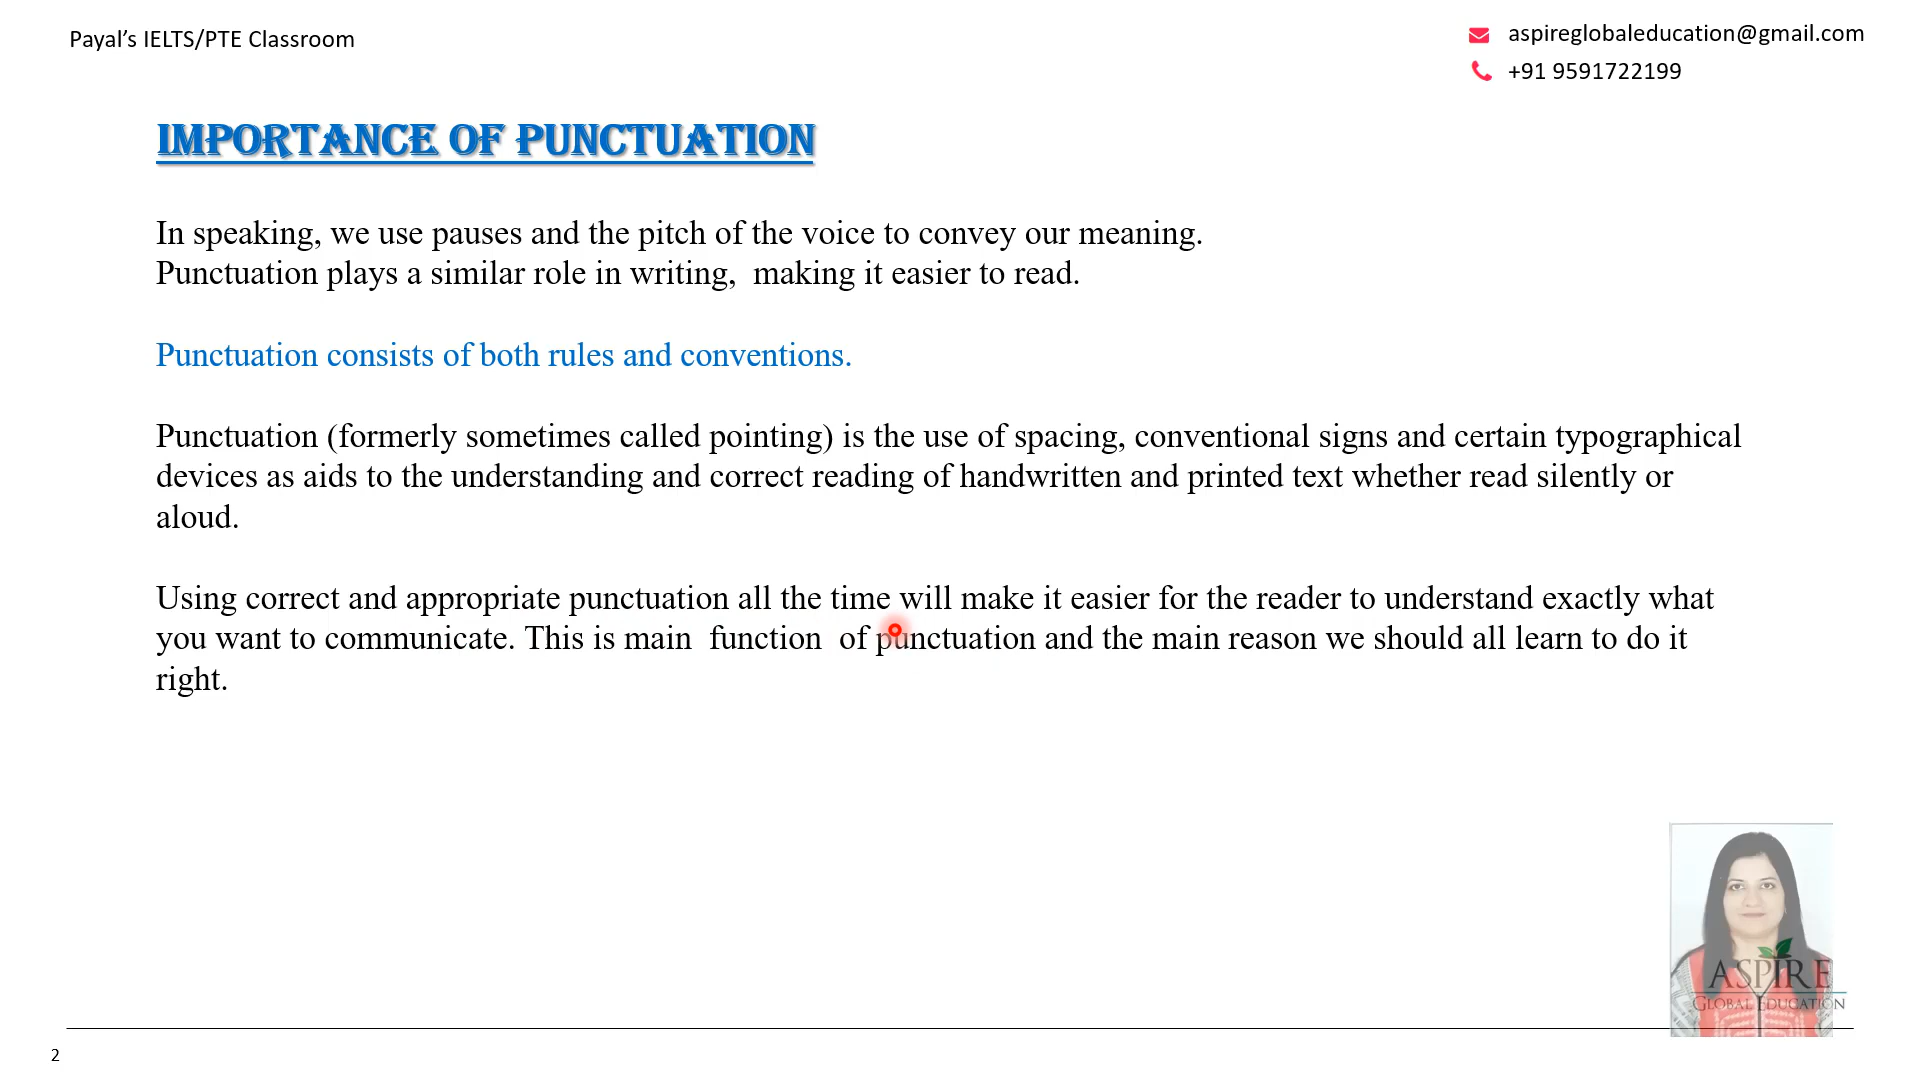 Payal’s IELTS/PTE Classroom
aspireglobaleducation@gmail.com
+91 9591722199
IMPORTANCE OF PUNCTUATION
In speaking, we use pauses and the pitch of the voice to convey our meaning.
Punctuation plays a similar role in writing,  making it easier to read.
Punctuation consists of both rules and conventions.
Punctuation (formerly sometimes called pointing) is the use of spacing, conventional signs and certain typographical
devices as aids to the understanding and correct reading of handwritten and printed text whether read silently or
aloud.
Using correct and appropriate punctuation all the time will make it easier for the reader to understand exactly what
you want to communicate. This is main  function  of punctuation and the main reason we should all learn to do it
right.
ASPIRE
GLOBAL EDUCATION
2